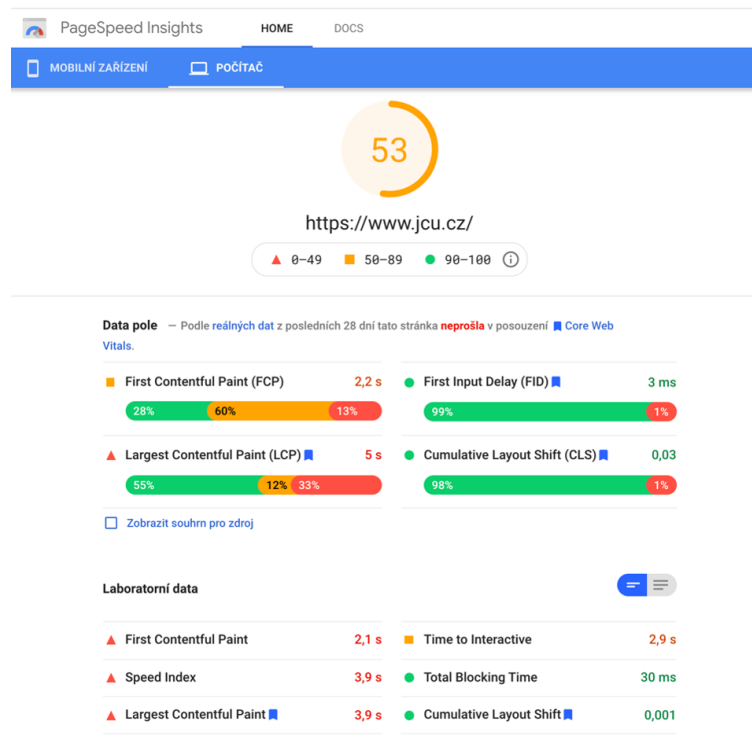 PageSpeed Insights HOME DOCS
MOBILNÍ ZAŘÍZENÍ POČÍTAČ
53
https://www.jcu.cz/
0–49 50–89 90–100
Data pole — Podle reálných dat z posledních 28 dní tato stránka neprošla v posouzení Core Web
Vitals.
First Contentful Paint (FCP) 2,2 s
28% 60% 13%
First Input Delay (FID) 3 ms
99% 1%
Largest Contentful Paint (LCP) 5 s
55% 12% 33%
Cumulative Layout Shift (CLS) 0,03
98% 1%
Zobrazit souhrn pro zdroj
Laboratorní data
First Contentful Paint 2,1 s
Time to Interactive 2,9 s
Speed Index 3,9 s
Total Blocking Time 30 ms
Largest Contentful Paint 3,9 s
Cumulative Layout Shift 0,001